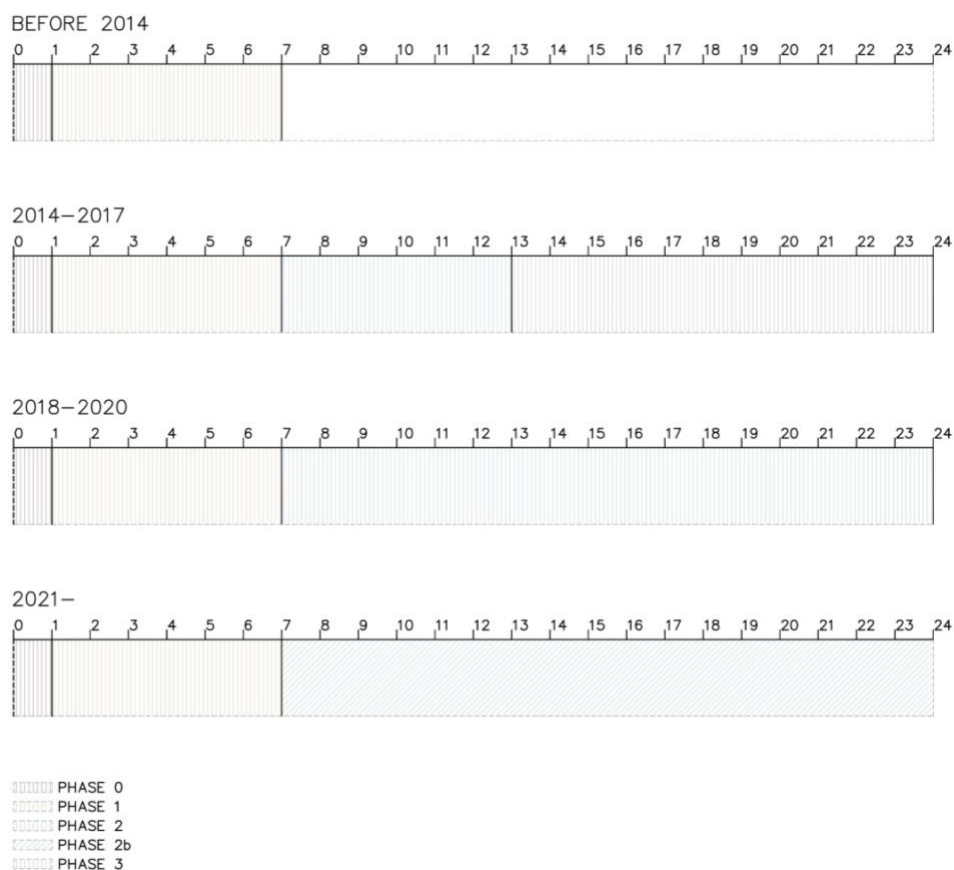 BEFORE 2014
0 1 2 3 4 5 6 7 8 9 10 11 12 13 14 15 16 17 18 19 20 21 22 23 24
2014-2017
0 1 2 3 4 5 6 7 8 9 10 11 12 13 14 15 16 17 18 19 20 21 22 23 24
2018-2020
0 1 2 3 4 5 6 7 8 9 10 11 12 13 14 15 16 17 18 19 20 21 22 23 24
2021-
0 1 2 3 4 5 6 7 8 9 10 11 12 13 14 15 16 17 18 19 20 21 22 23 24
PHASE 0
PHASE 1
PHASE 2
PHASE 2b
PHASE 3